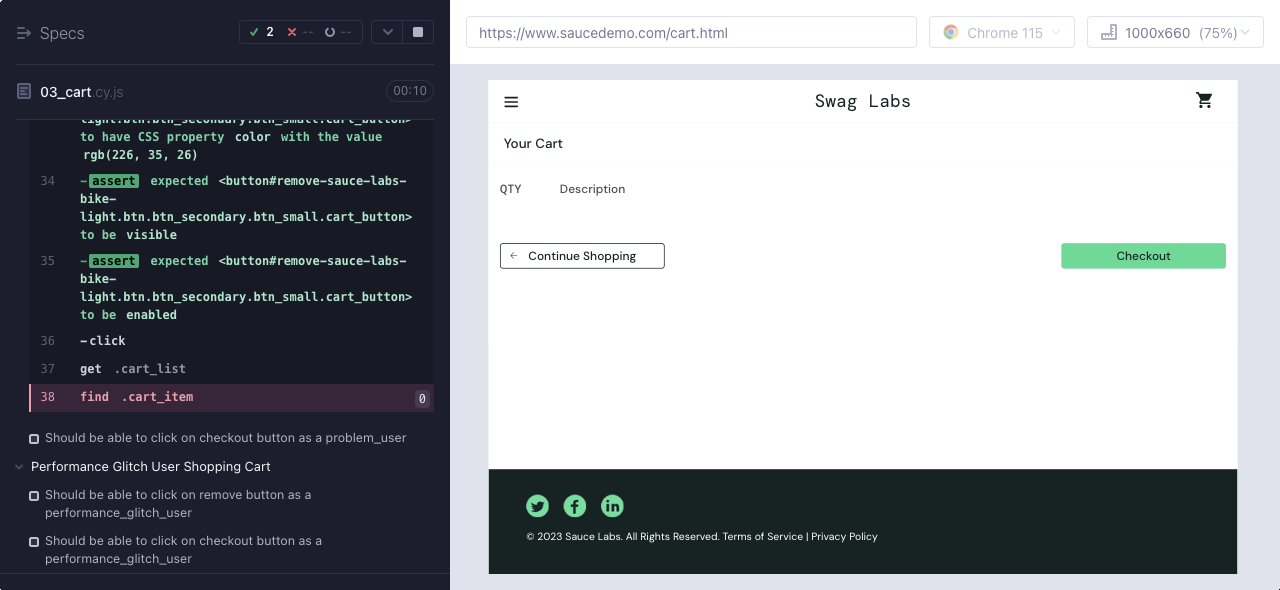 Specs
2 -- --
03_cart.cy.js
00:10
light.btn.btn_secondary.btn_small.cart_button>
to have CSS property color with the value
rgb(226, 35, 26)
34 -assert expected <button#remove-sauce-labs-
bike-
light.btn.btn_secondary.btn_small.cart_button>
to be visible
35 -assert expected <button#remove-sauce-labs-
bike-
light.btn.btn_secondary.btn_small.cart_button>
to be enabled
36 -click
37 get .cart_list
38 find .cart_item 0
Should be able to click on checkout button as a problem_user
Performance Glitch User Shopping Cart
Should be able to click on remove button as a
performance_glitch_user
Should be able to click on checkout button as a
performance_glitch_user
https://www.saucedemo.com/cart.html
Chrome 115
1000x660 (75%)
Swag Labs
Your Cart
QTY Description
← Continue Shopping
Checkout
© 2023 Sauce Labs. All Rights Reserved. Terms of Service | Privacy Policy